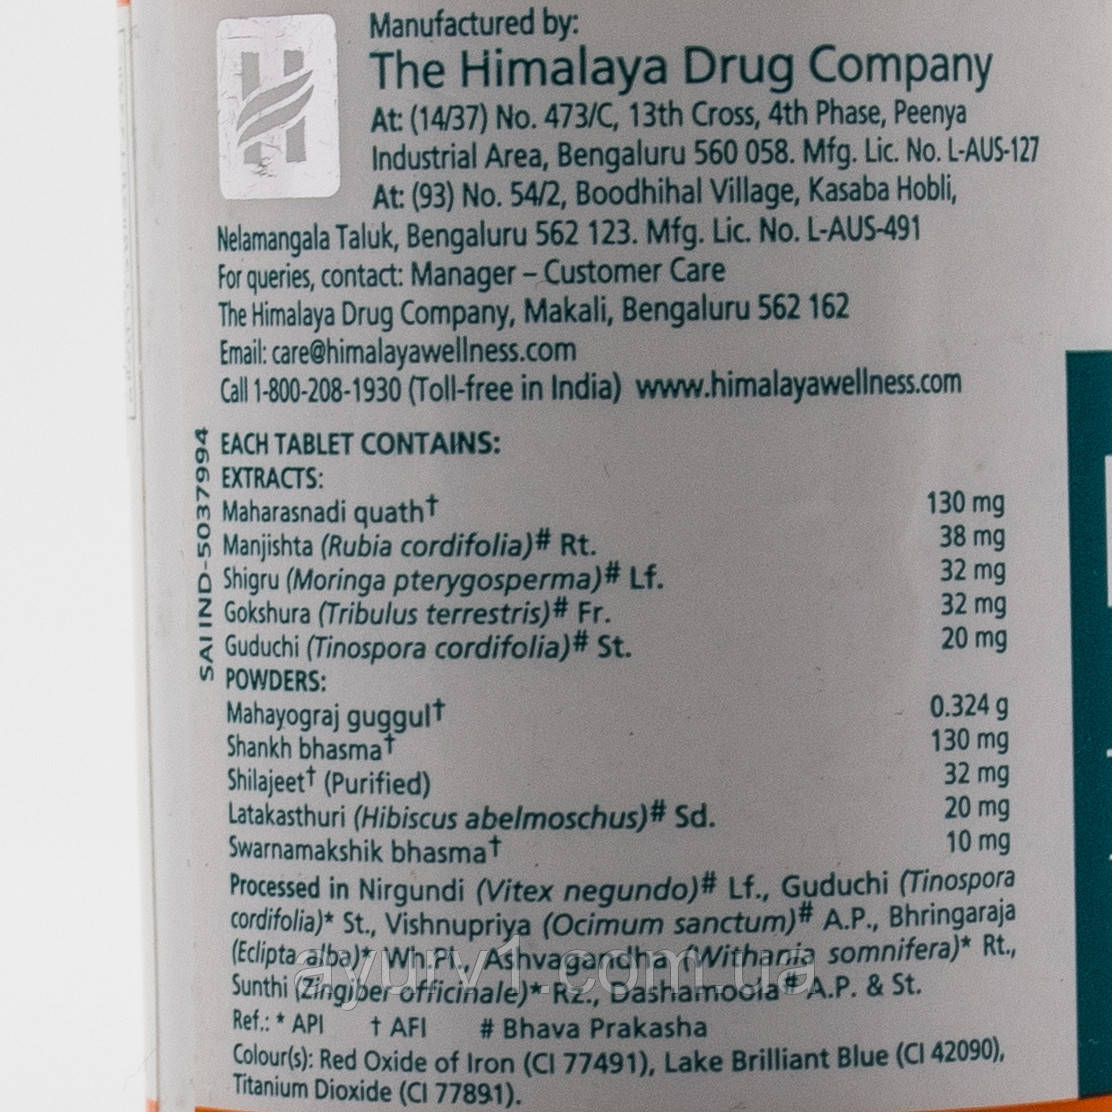 Manufactured by:
The Himalaya Drug Company
At: (14/37) No. 473/C, 13th Cross, 4th Phase, Peenya
Industrial Area, Bengaluru 560 058. Mfg. Lic. No. L-AUS-127
At: (93) No. 54/2, Boodhihal Village, Kasaba Hobli,
Nelamangala Taluk, Bengaluru 562 123. Mfg. Lic. No. L-AUS-491
For queries, contact: Manager – Customer Care
The Himalaya Drug Company, Makali, Bengaluru 562 162
Email: care@himalayawellness.com
Call 1-800-208-1930 (Toll-free in India) www.himalayawellness.com
SAI IND-5037994
EACH TABLET CONTAINS:
EXTRACTS:
Maharasnadi quath† 130 mg
Manjishta (Rubia cordifolia)# Rt. 38 mg
Shigru (Moringa pterygosperma)# Lf. 32 mg
Gokshura (Tribulus terrestris)# Fr. 32 mg
Guduchi (Tinospora cordifolia)# St. 20 mg
POWDERS:
Mahayograj guggul† 0.324 g
Shankh bhasma† 130 mg
Shilajeet† (Purified) 32 mg
Latakasthuri (Hibiscus abelmoschus)# Sd. 20 mg
Swarnamakshik bhasma† 10 mg
Processed in Nirgundi (Vitex negundo)# Lf., Guduchi (Tinospora
cordifolia)* St., Vishnupriya (Ocimum sanctum)# A.P., Bhringaraja
(Eclipta alba)* Wh.Pl., Ashvagandha (Withania somnifera)* Rt.,
Sunthi (Zingiber officinale)* Rz., Dashamoola# A.P. & St.
ayurv1.com.ua
Ref.: * API † AFI # Bhava Prakasha
Colour(s): Red Oxide of Iron (CI 77491), Lake Brilliant Blue (CI 42090),
Titanium Dioxide (CI 77891).